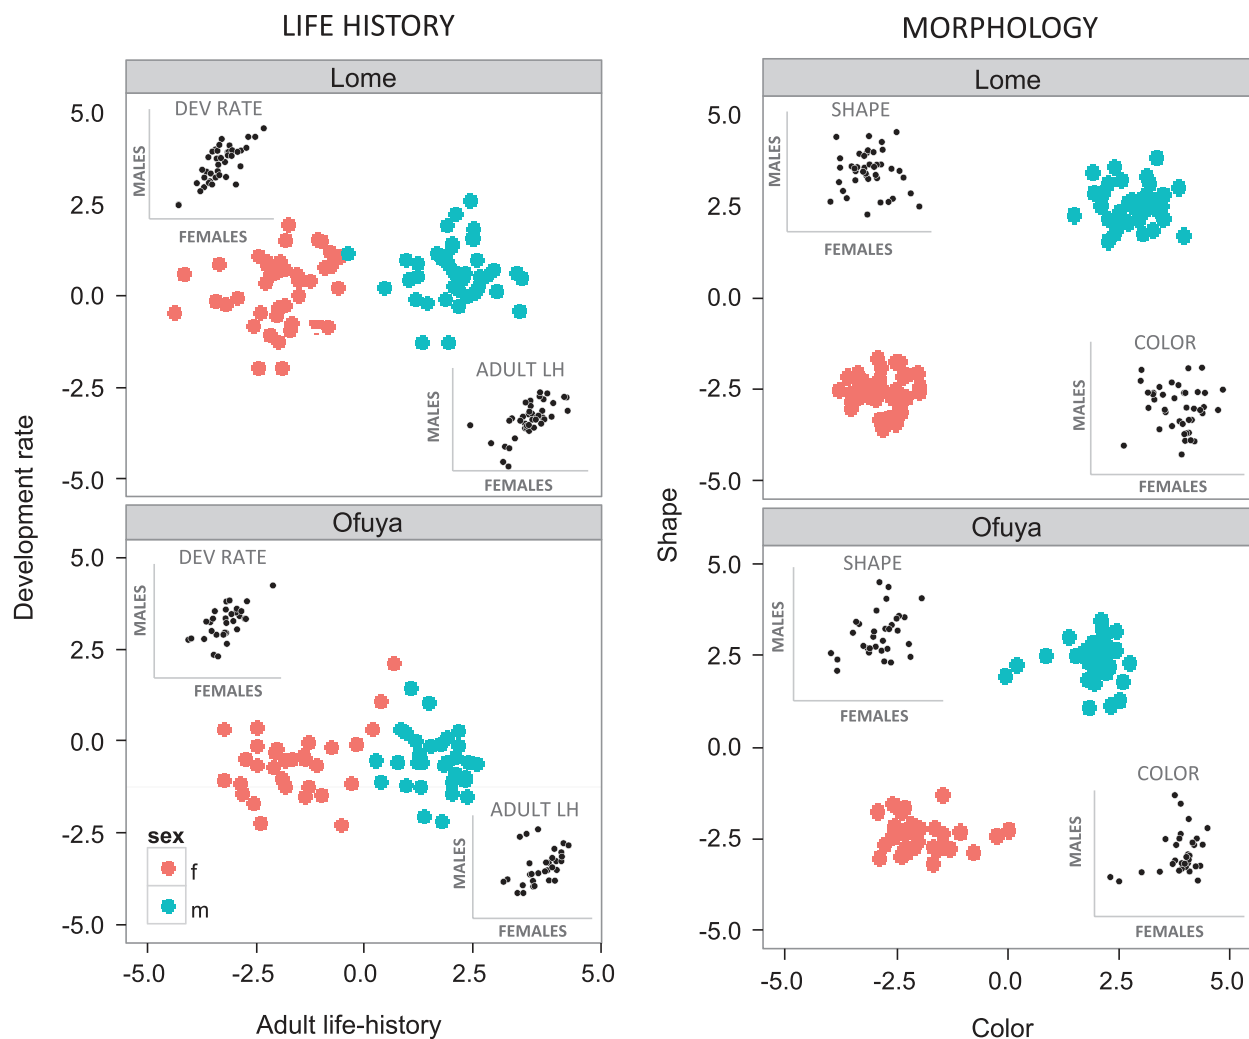 LIFE HISTORY
MORPHOLOGY
Lome
DEV RATE
MALES
FEMALES
ADULT LH
MALES
FEMALES
5.0
2.5
0.0
-2.5
-5.0
Ofuya
DEV RATE
MALES
FEMALES
ADULT LH
MALES
FEMALES
sex
f
m
5.0
2.5
0.0
-2.5
-5.0
-5.0
-2.5
0.0
2.5
5.0
Development rate
Adult life-history
Lome
SHAPE
MALES
FEMALES
COLOR
MALES
FEMALES
5.0
2.5
0.0
-2.5
-5.0
Ofuya
SHAPE
MALES
FEMALES
COLOR
MALES
FEMALES
5.0
2.5
0.0
-2.5
-5.0
-5.0
-2.5
0.0
2.5
5.0
Shape
Color